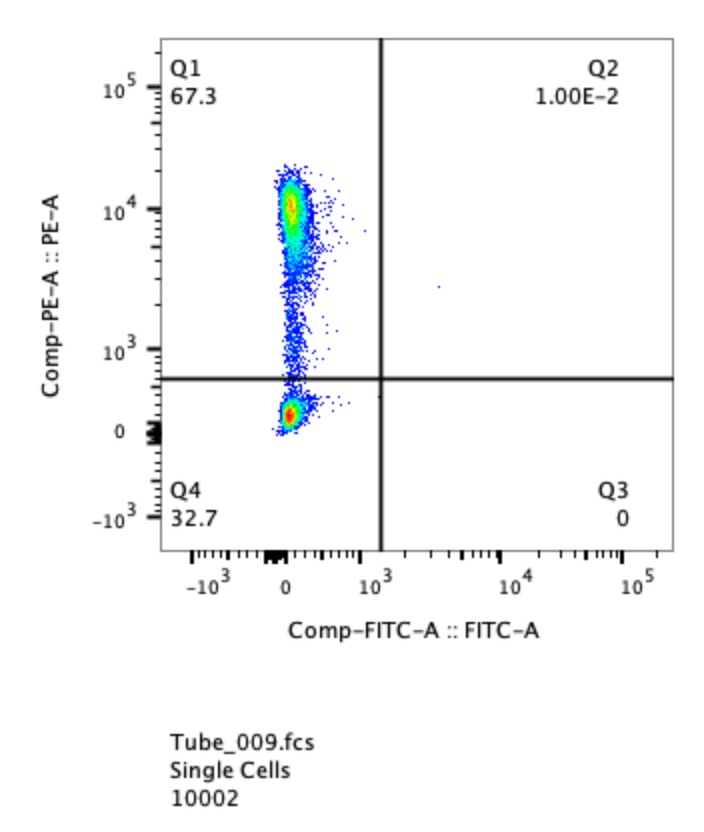 Q1
67.3
Q2
1.00E-2
10^5
10^4
10^3
0
-10^3
Comp-PE-A :: PE-A
Q4
32.7
Q3
0
-10^3
0
10^3
10^4
10^5
Comp-FITC-A :: FITC-A
Tube_009.fcs
Single Cells
10002